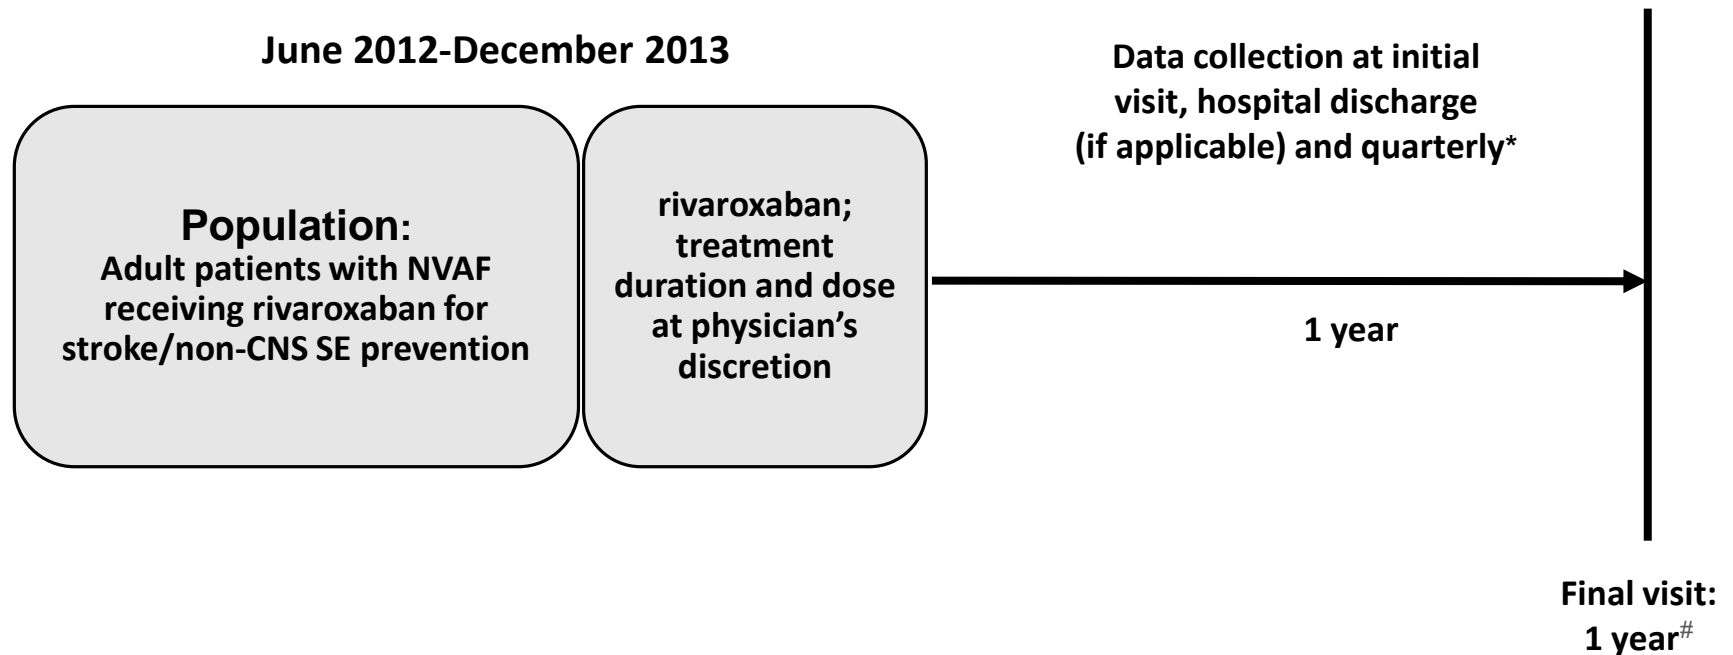 June 2012-December 2013
Population:
Adult patients with NVAF
receiving rivaroxaban for
stroke/non-CNS SE prevention
rivaroxaban;
treatment
duration and dose
at physician’s
discretion
Data collection at initial
visit, hospital discharge
(if applicable) and quarterly*
1 year
Final visit:
1 year#